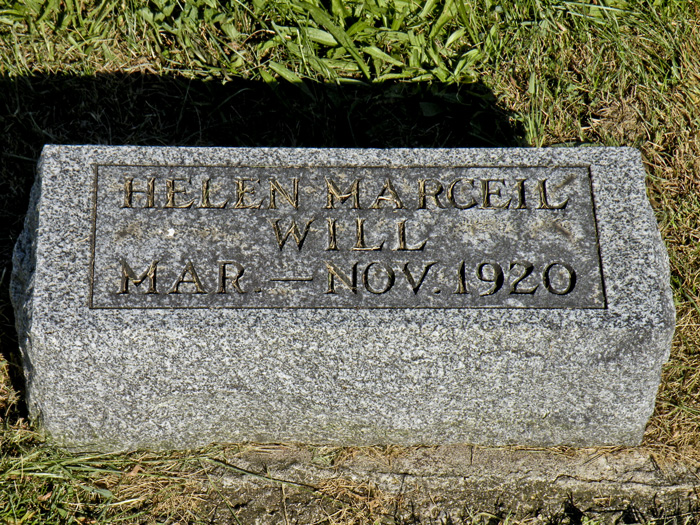 HELEN MARCEIL
WILL
MAR. — NOV. 1920